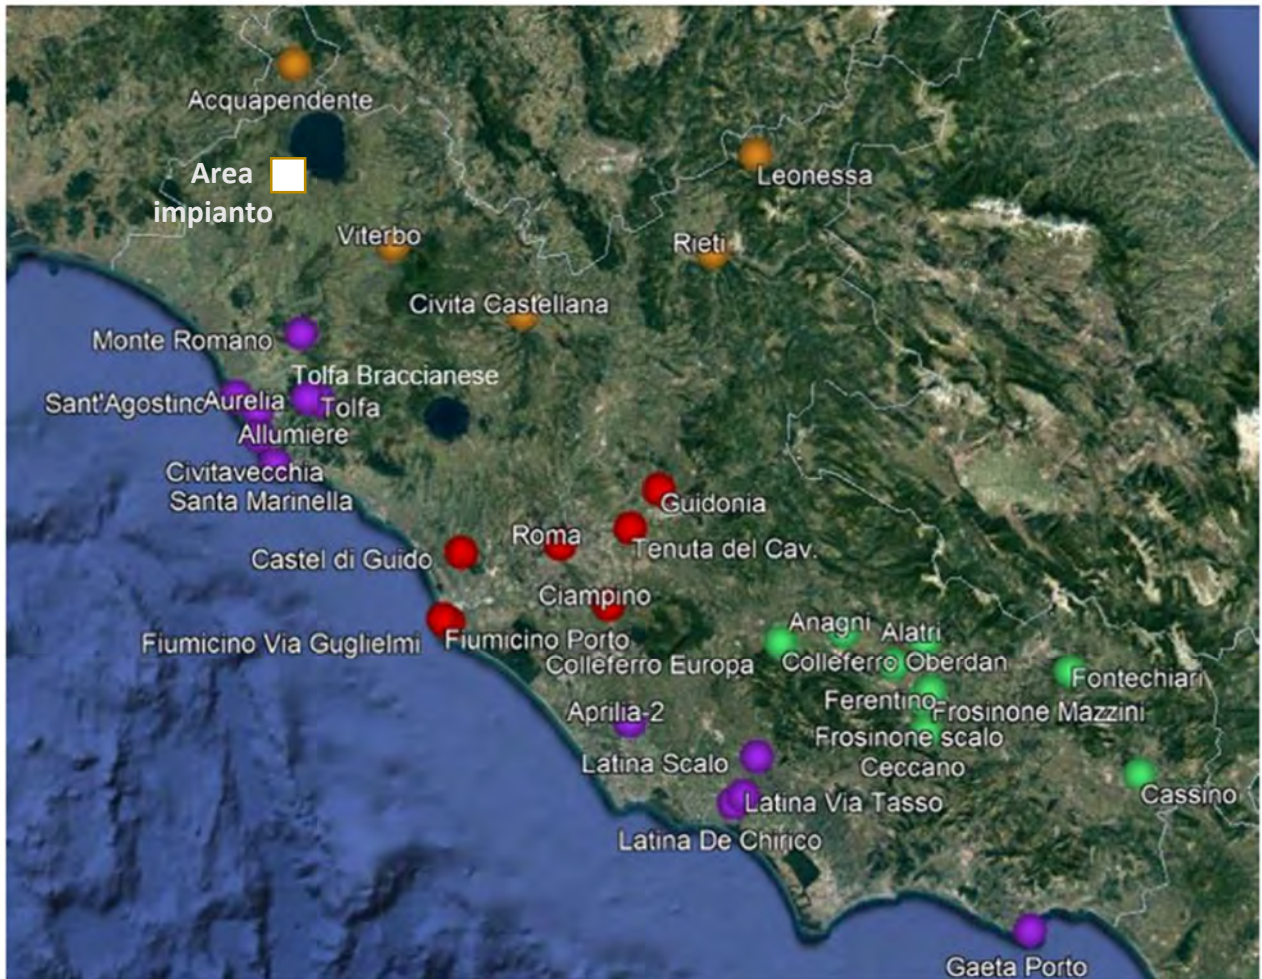 Acquapendente
Area
impianto
Leonessa
Viterbo
Rieti
Civita Castellana
Monte Romano
Tolfa Braccianese
Sant'Agostino
Aurelia
Tolfa
Allumiere
Civitavecchia
Santa Marinella
Guidonia
Roma
Tenuta del Cav.
Castel di Guido
Ciampino
Fiumicino Via Guglielmi
Fiumicino Porto
Anagni
Alatri
Colleferro Europa
Colleferro Oberdan
Fontechiari
Ferentino
Frosinone Mazzini
Aprilia-2
Frosinone scalo
Latina Scalo
Ceccano
Cassino
Latina Via Tasso
Latina De Chirico
Gaeta Porto